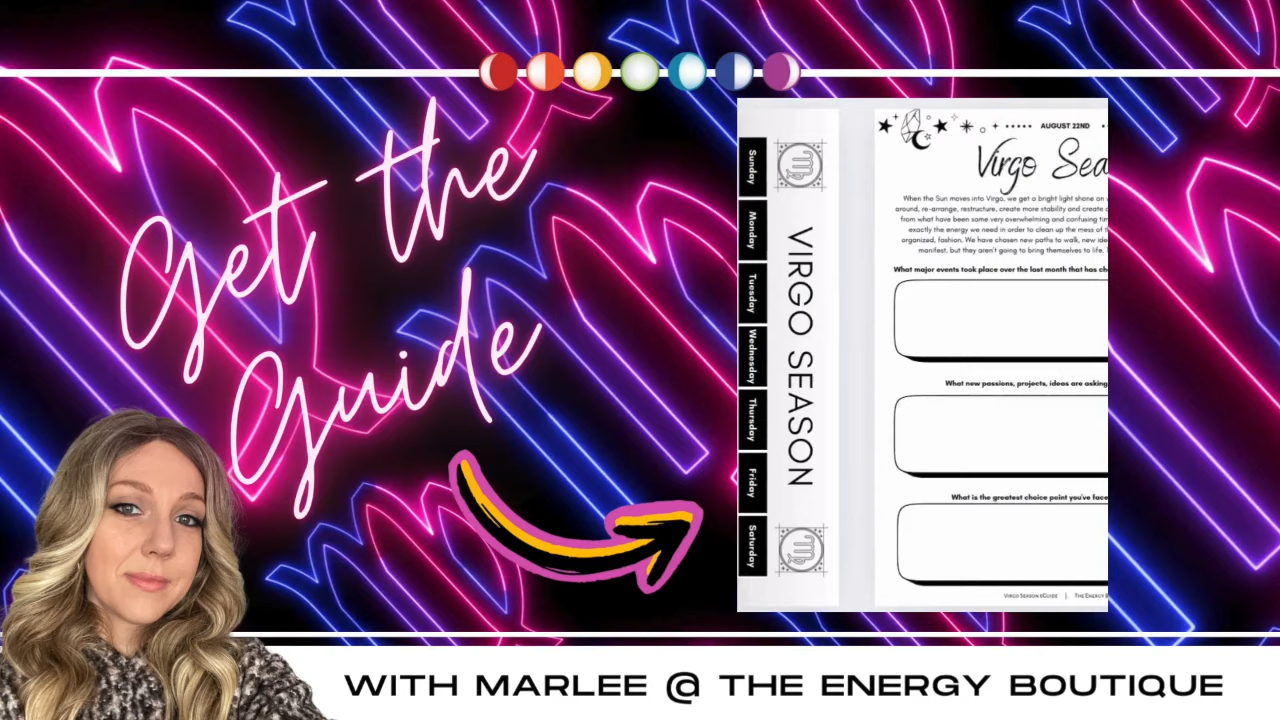 Get the
Guide
Sunday
Monday
Tuesday
Wednesday
Thursday
Friday
Saturday
VIRGO SEASON
AUGUST 22ND
Virgo Sea
When the Sun moves into Virgo, we get a bright light shone on
around, re-arrange, restructure, create more stability and create
from what have been some very overwhelming and confusing
exactly the energy we need in order to clean up the mess of
organized, fashion. We have chosen new paths to walk, new
manifest, but they aren't going to bring themselves to life.
What major events took place over the last month that has
What new passions, projects, ideas are asking
What is the greatest choice point you've
VIRGO SEASON EGUIDE | THE ENERGY
WITH MARLEE @ THE ENERGY BOUTIQUE